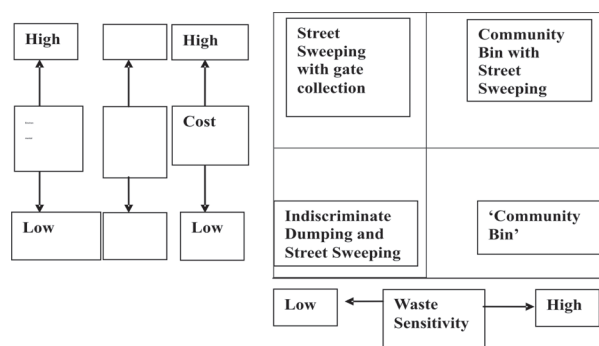 High
High
Cost
Low
Low
Street
Sweeping
with gate
collection
Community
Bin with
Street
Sweeping
Indiscriminate
Dumping and
Street Sweeping
‘Community
Bin’
Low
Waste
Sensitivity
High